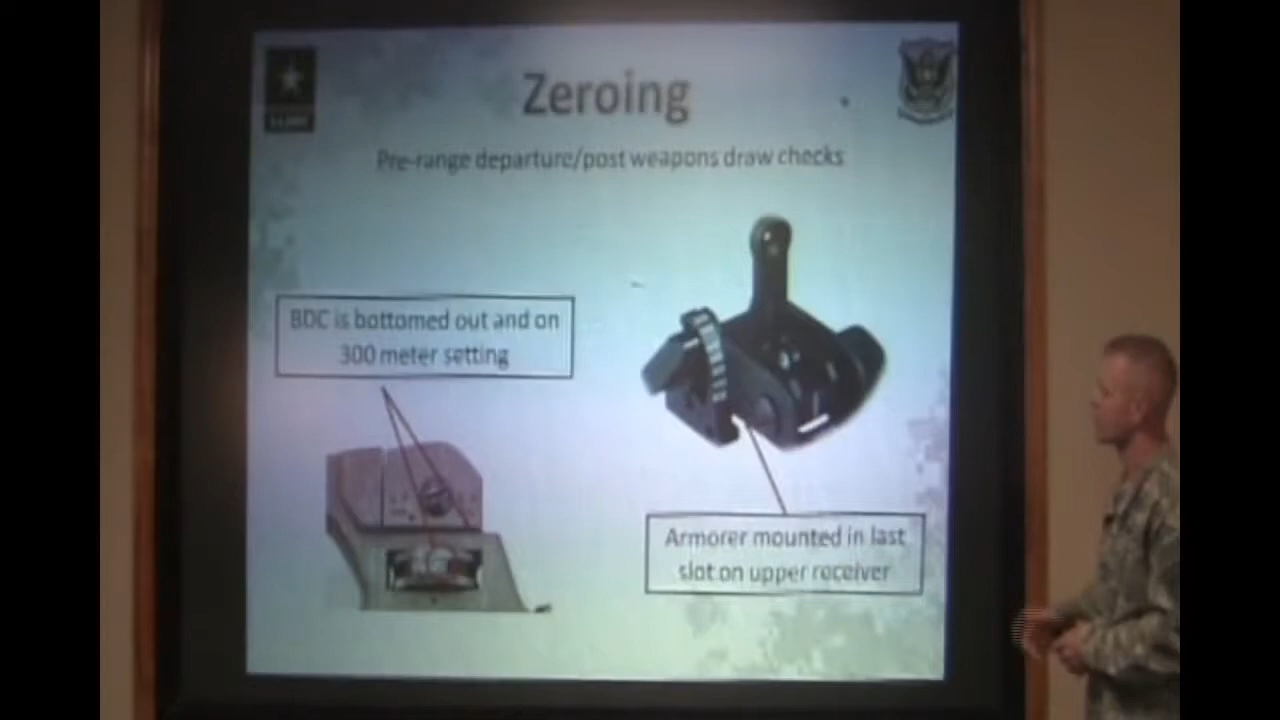 Zeroing
Pre-range departure/post weapons draw checks
BDC is bottomed out and on
300 meter setting
Armorer mounted in last
slot on upper receiver